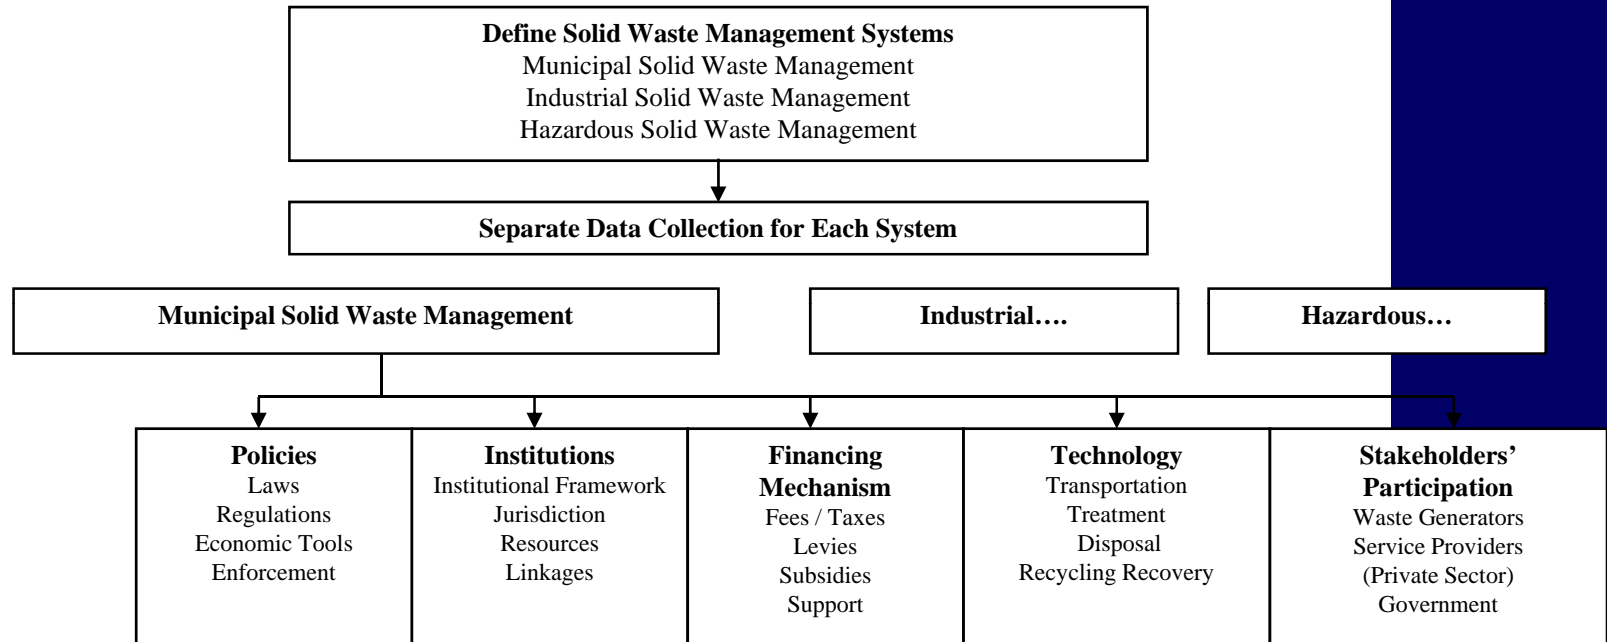 Define Solid Waste Management Systems
Municipal Solid Waste Management
Industrial Solid Waste Management
Hazardous Solid Waste Management
Separate Data Collection for Each System
Municipal Solid Waste Management
Industrial….
Hazardous…
Policies
Laws
Regulations
Economic Tools
Enforcement
Institutions
Institutional Framework
Jurisdiction
Resources
Linkages
Financing
Mechanism
Fees / Taxes
Levies
Subsidies
Support
Technology
Transportation
Treatment
Disposal
Recycling Recovery
Stakeholders’
Participation
Waste Generators
Service Providers
(Private Sector)
Government